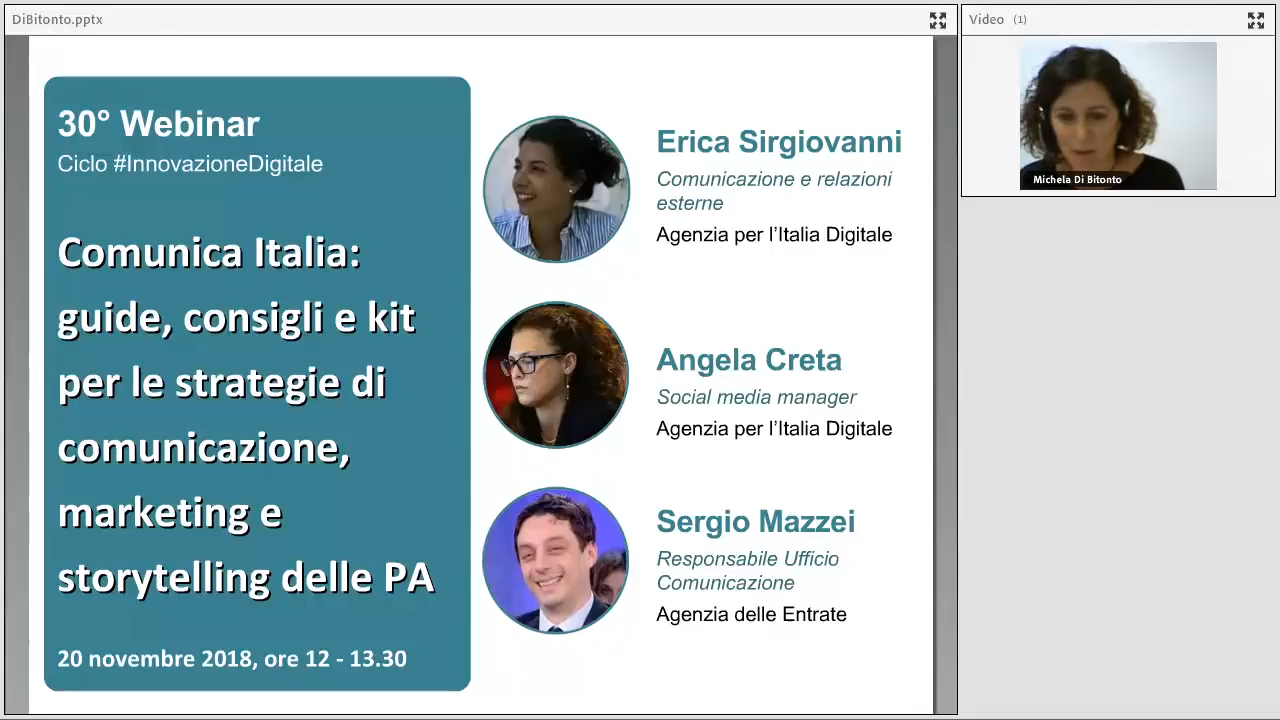 DiBitonto.pptx
30° Webinar
Ciclo #InnovazioneDigitale
Comunica Italia:
guide, consigli e kit
per le strategie di
comunicazione,
marketing e
storytelling delle PA
20 novembre 2018, ore 12 - 13.30
Erica Sirgiovanni
Comunicazione e relazioni
esterne
Agenzia per l’Italia Digitale
Angela Creta
Social media manager
Agenzia per l’Italia Digitale
Sergio Mazzei
Responsabile Ufficio
Comunicazione
Agenzia delle Entrate
Video (1)
Michela Di Bitonto